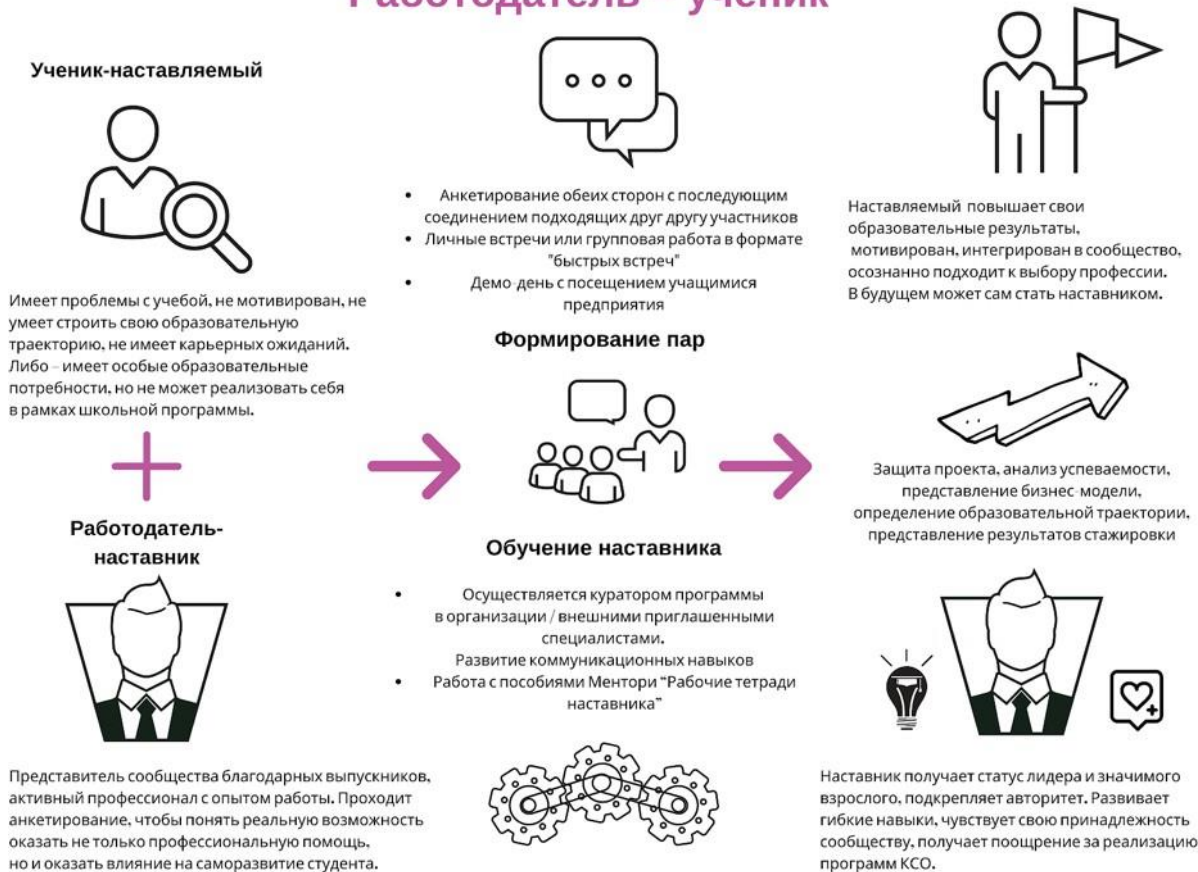 Работодатель – ученик
Ученик-наставляемый
Имеет проблемы с учебой, не мотивирован, не
умеет строить свою образовательную
траекторию, не имеет карьерных ожиданий.
Либо – имеет особые образовательные
потребности, но не может реализовать себя
в рамках школьной программы.
Работодатель-
наставник
Представитель сообщества благодарных выпускников,
активный профессионал с опытом работы. Проходит
анкетирование, чтобы понять реальную возможность
оказать не только профессиональную помощь,
но и оказать влияние на саморазвитие студента.
• Анкетирование обеих сторон с последующим
соединением подходящих друг другу участников
• Личные встречи или групповая работа в формате
"быстрых встреч"
• Демо-день с посещением учащимися
предприятия
Формирование пар
Обучение наставника
• Осуществляется куратором программы
в организации / внешними приглашенными
специалистами.
Развитие коммуникационных навыков
• Работа с пособиями Ментори "Рабочие тетради
наставника"
Наставляемый повышает свои
образовательные результаты,
мотивирован, интегрирован в сообщество,
осознанно подходит к выбору профессии.
В будущем может сам стать наставником.
Защита проекта, анализ успеваемости,
представление бизнес-модели,
определение образовательной траектории,
представление результатов стажировки
Наставник получает статус лидера и значимого
взрослого, подкрепляет авторитет. Развивает
гибкие навыки, чувствует свою принадлежность
сообществу, получает поощрение за реализацию
программ КСО.